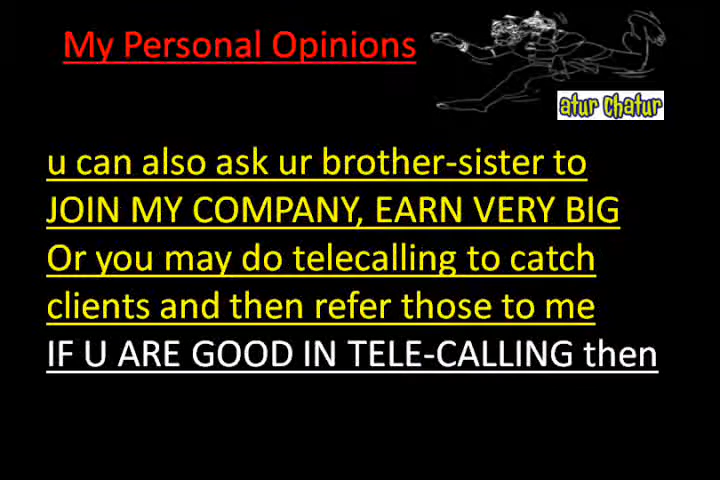 My Personal Opinions
atur Chatur
u can also ask ur brother-sister to
JOIN MY COMPANY, EARN VERY BIG
Or you may do telecalling to catch
clients and then refer those to me
IF U ARE GOOD IN TELE-CALLING then